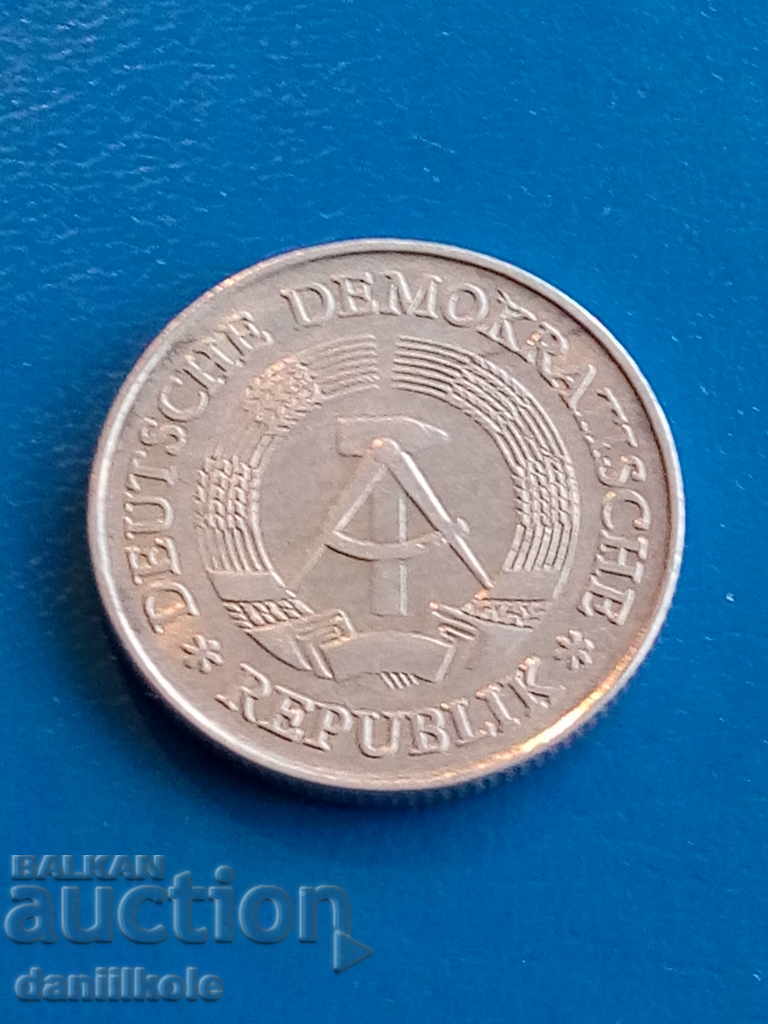 DEUTSCHE DEMOKRATISCHE
* REPUBLIK *
BALKAN
auction
daniilkole